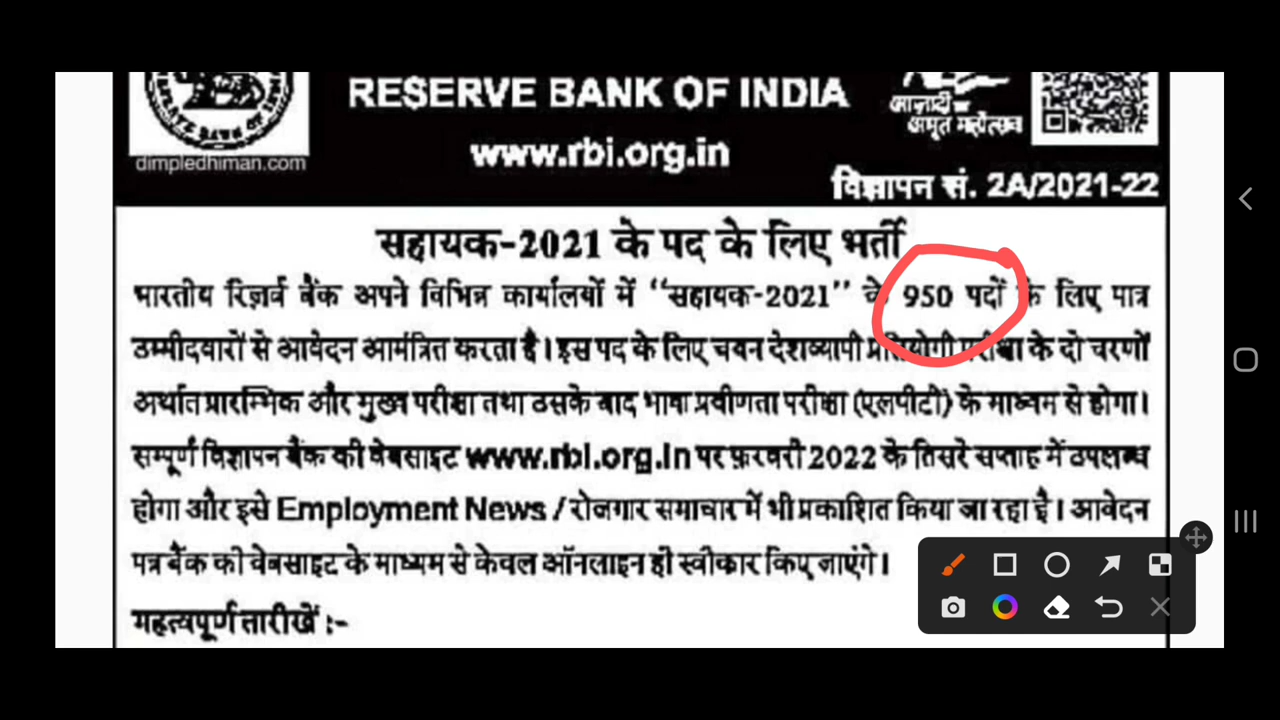 RESERVE BANK OF INDIA
आज़ादी का
अमृत महोत्सव
www.rbi.org.in
dimpledhiman.com
विज्ञापन सं. 2A/2021-22
सहायक-2021 के पद के लिए भर्ती
भारतीय रिज़र्व बैंक अपने विभिन्न कार्यालयों में “सहायक-2021” के 950 पदों के लिए पात्र
उम्मीदवारों से आवेदन आमंत्रित करता है। इस पद के लिए चयन देशव्यापी प्रतियोगी परीक्षा के दो चरणों
अर्थात प्रारम्भिक और मुख्य परीक्षा तथा उसके बाद भाषा प्रवीणता परीक्षा (एलपीटी) के माध्यम से होगा।
सम्पूर्ण विज्ञापन बैंक की वेबसाइट www.rbi.org.in पर फ़रवरी 2022 के तिसरे सप्ताह में उपलब्ध
होगा और इसे Employment News / रोजगार समाचार में भी प्रकाशित किया जा रहा है। आवेदन
पत्र बैंक की वेबसाइट के माध्यम से केवल ऑनलाइन ही स्वीकार किए जाएंगे।
महत्वपूर्ण तारीखें :-